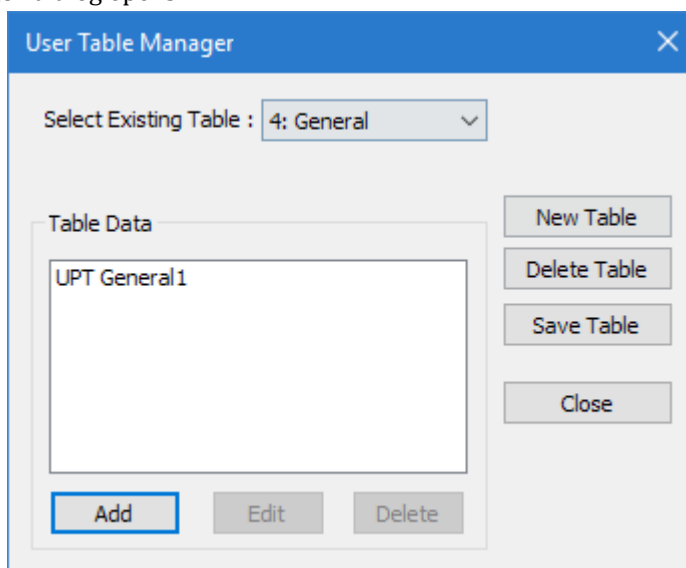 User Table Manager
Select Existing Table : 4: General
New Table
Table Data
Delete Table
UPT General1
Save Table
Close
Add Edit Delete